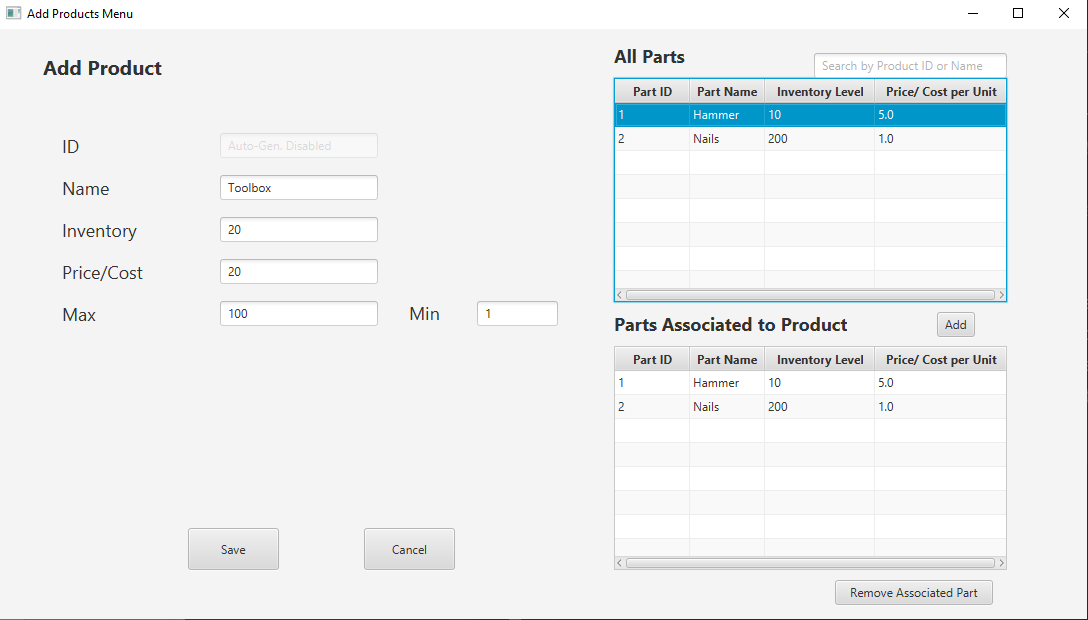 Add Products Menu
Add Product
ID Auto-Gen. Disabled
Name Toolbox
Inventory 20
Price/Cost 20
Max 100 Min 1
Save Cancel
All Parts Search by Product ID or Name
Part ID Part Name Inventory Level Price/ Cost per Unit
1 Hammer 10 5.0
2 Nails 200 1.0
Parts Associated to Product Add
Part ID Part Name Inventory Level Price/ Cost per Unit
1 Hammer 10 5.0
2 Nails 200 1.0
Remove Associated Part